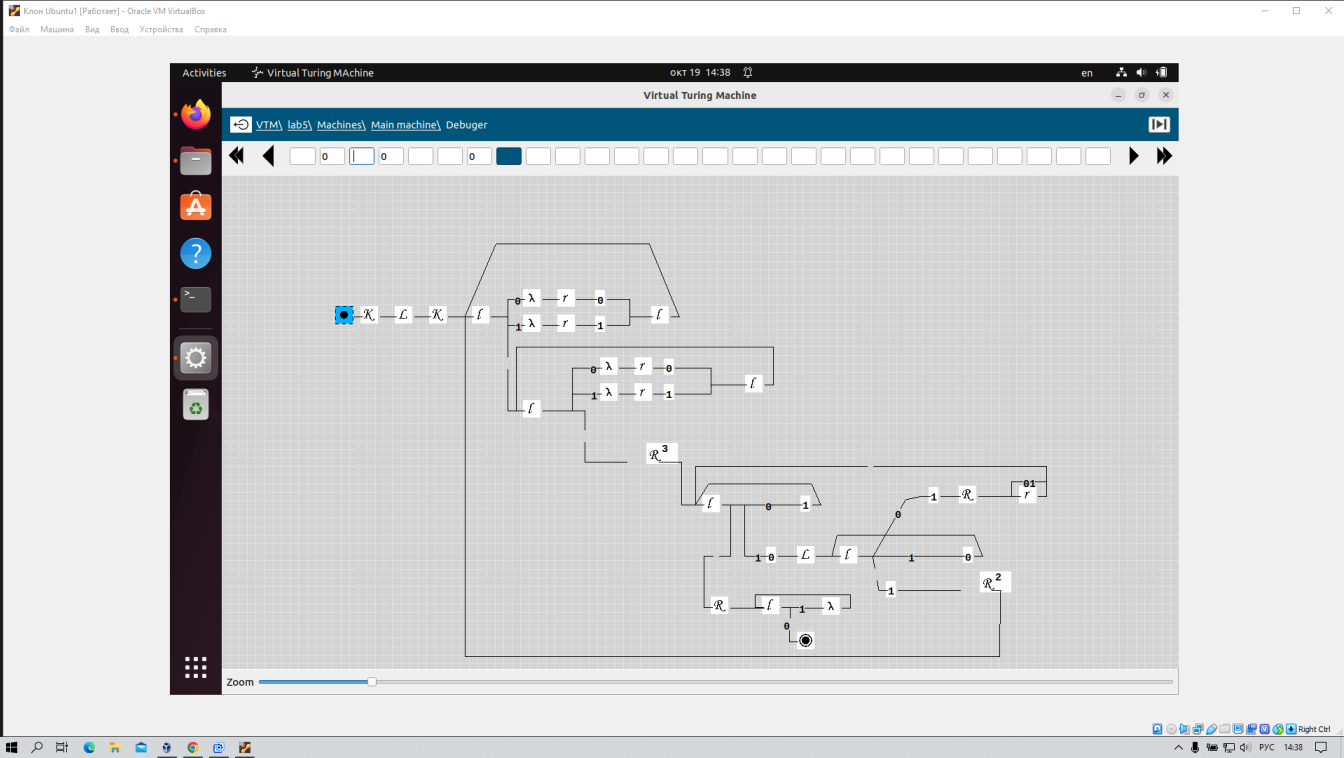 Клон Ubuntu1 [Работает] - Oracle VM VirtualBox
Файл Машина Вид Ввод Устройства Справка
Activities Virtual Turing MAchine окт 19 14:38 en
Virtual Turing Machine
VTM\ lab5\ Machines\ Main machine\ Debuger
0 0 0
0 λ r 0
K L K l l
1 λ r 1
0 λ r 0
l
1 λ r 1
l
R 3
01
1 R r
l 0 1
0
1 0 L l 1 0
R 2
1
R l 1 λ
0
Zoom
Right Ctrl
РУС 14:38